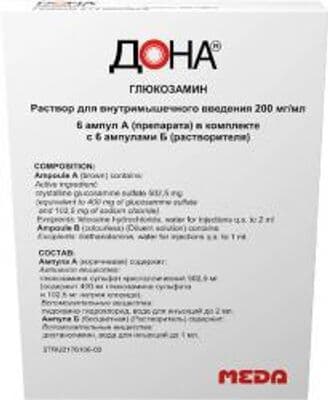 ДОНА®
ДОНА®
ГЛЮКОЗАМИН
Раствор для внутримышечного введения 200 мг/мл
6 ампул А (препарата) в комплекте
с 6 ампулами Б (растворителя)
COMPOSITION:
Ampoule A (brown) contains:
Active ingredient:
crystalline glucosamine sulfate 502,5 mg
(equivalent to 400 mg of glucosamine sulfate
and 102,5 mg of sodium chloride)
Excipients: lidocaine hydrochloride, water for injections q.s. to 2 ml
Ampoule B (colourless) (Diluent solution) contains:
Excipients: diethanolamine, water for injections q.s. to 1 ml.
СОСТАВ:
Ампула А (коричневая) содержит:
Активное вещество:
глюкозамина сульфат кристаллический 502,5 мг
(содержит 400 мг глюкозамина сульфата
и 102,5 мг натрия хлорида).
Вспомогательные вещества:
лидокаина гидрохлорид, вода для инъекций до 2 мл.
Ампула Б (бесцветная) (Растворитель) содержит:
Вспомогательные вещества:
диэтаноламин, вода для инъекций до 1 мл.
MEDA